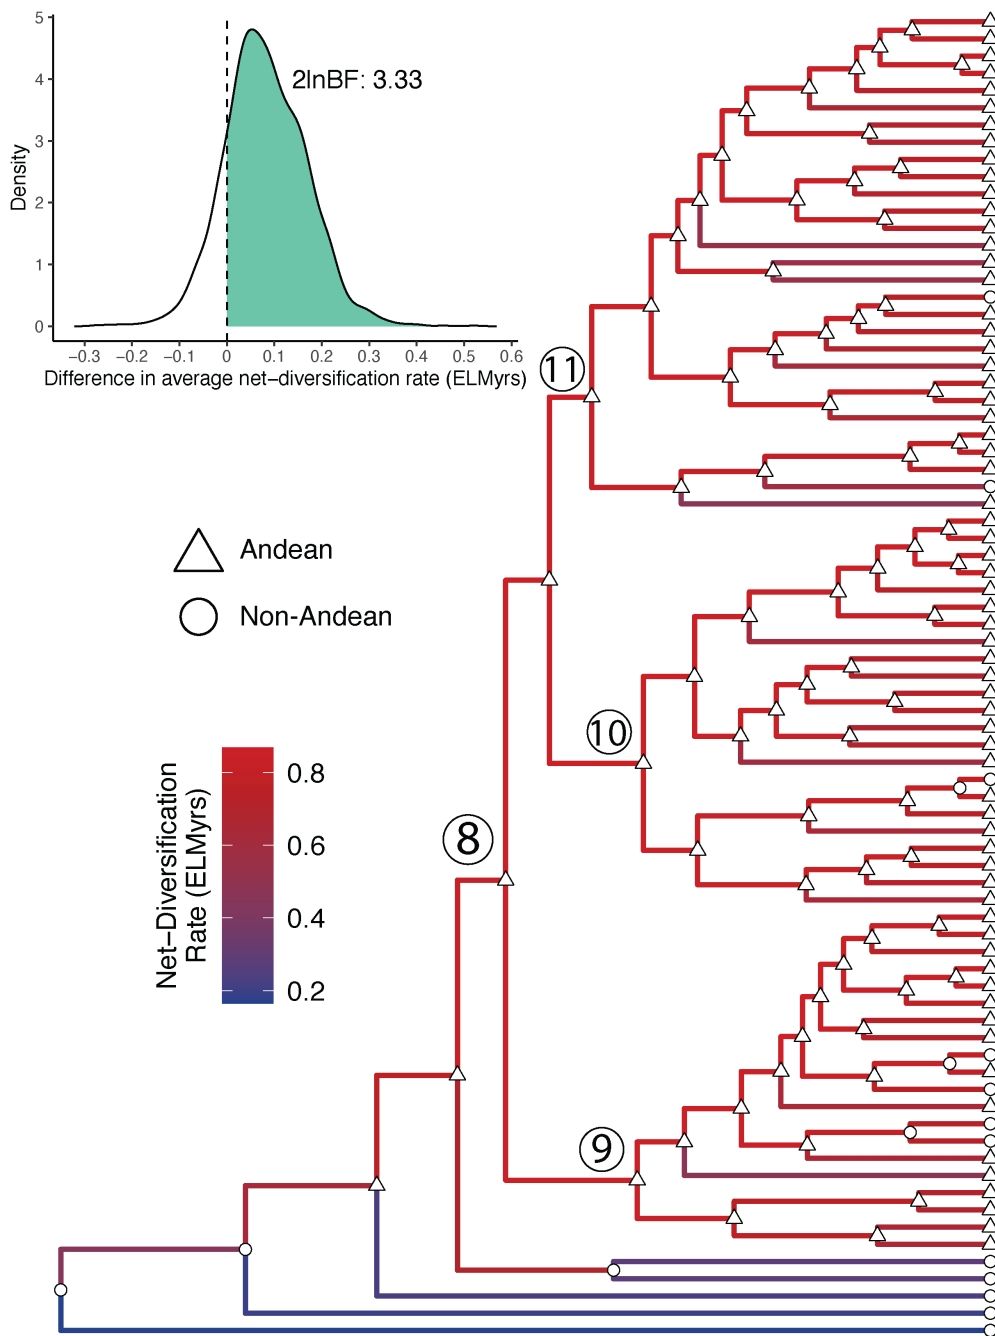 5
4
3
2
1
0
Density
2lnBF: 3.33
−0.3 −0.2 −0.1 0 0.1 0.2 0.3 0.4 0.5 0.6
Difference in average net−diversification rate (ELMyrs)
11
Andean
Non-Andean
10
Net−Diversification
Rate (ELMyrs)
0.8
0.6
0.4
0.2
8
9